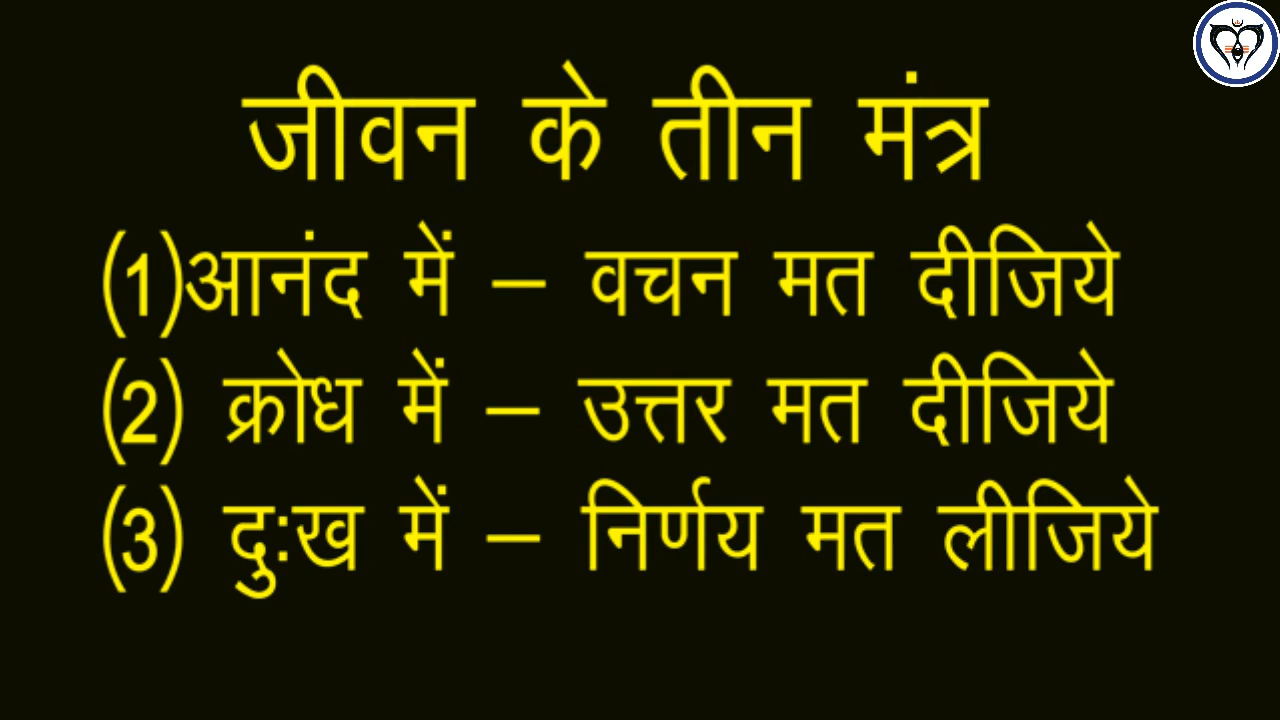 जीवन के तीन मंत्र
(1)आनंद में – वचन मत दीजिये
(2) क्रोध में – उत्तर मत दीजिये
(3) दुःख में – निर्णय मत लीजिये